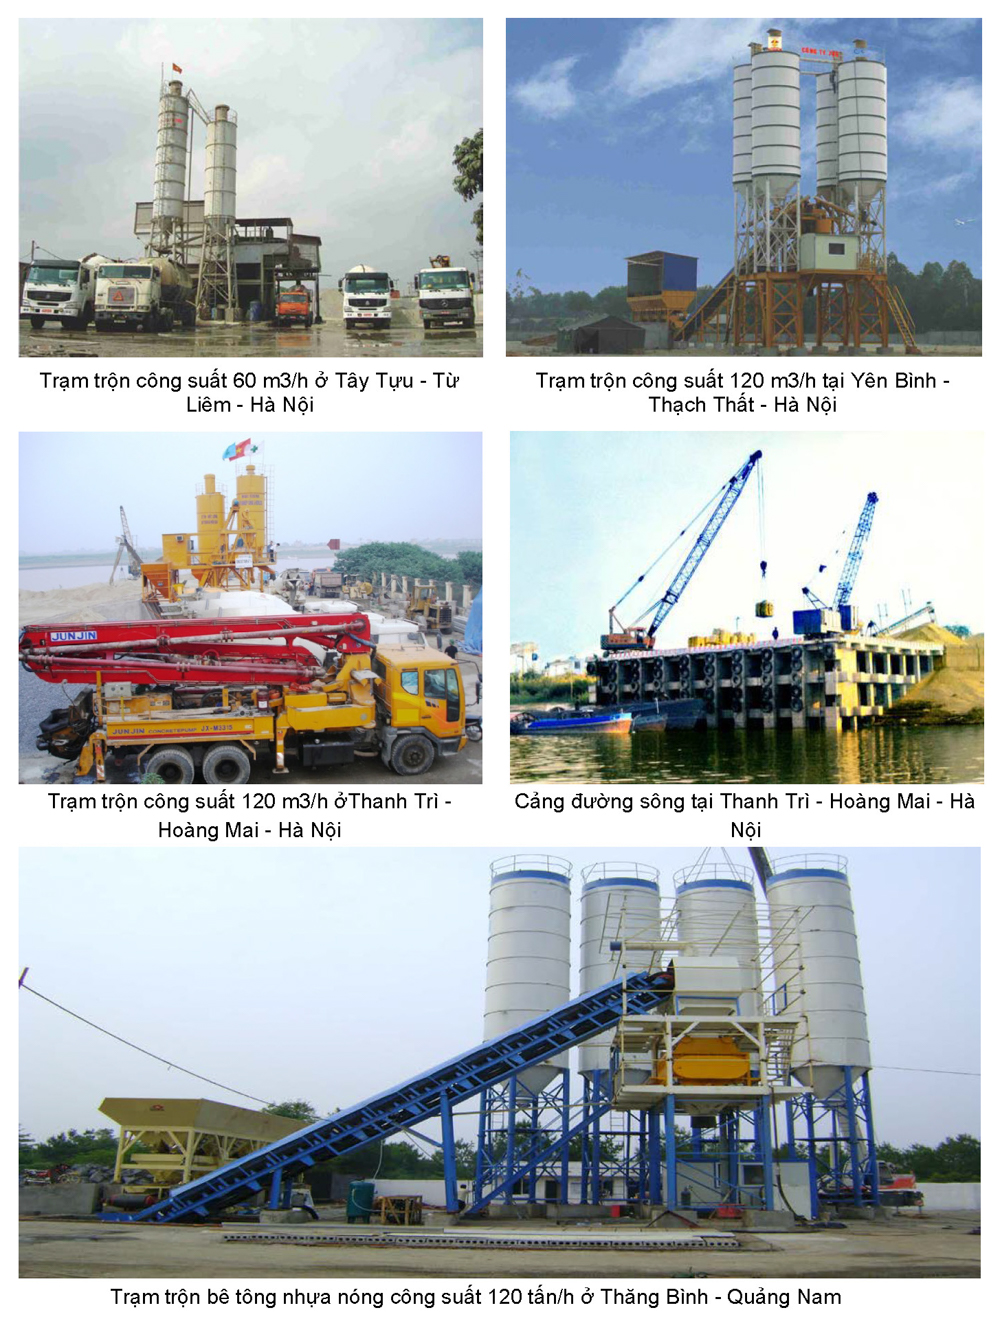 CÔNG TY
Trạm trộn công suất 60 m3/h ở Tây Tựu - Từ
Liêm - Hà Nội
Trạm trộn công suất 120 m3/h tại Yên Bình -
Thạch Thất - Hà Nội
JUNJIN
JUNJIN
Trạm trộn công suất 120 m3/h ởThanh Trì -
Hoàng Mai - Hà Nội
Cảng đường sông tại Thanh Trì - Hoàng Mai - Hà
Nội
Trạm trộn bê tông nhựa nóng công suất 120 tấn/h ở Thăng Bình - Quảng Nam